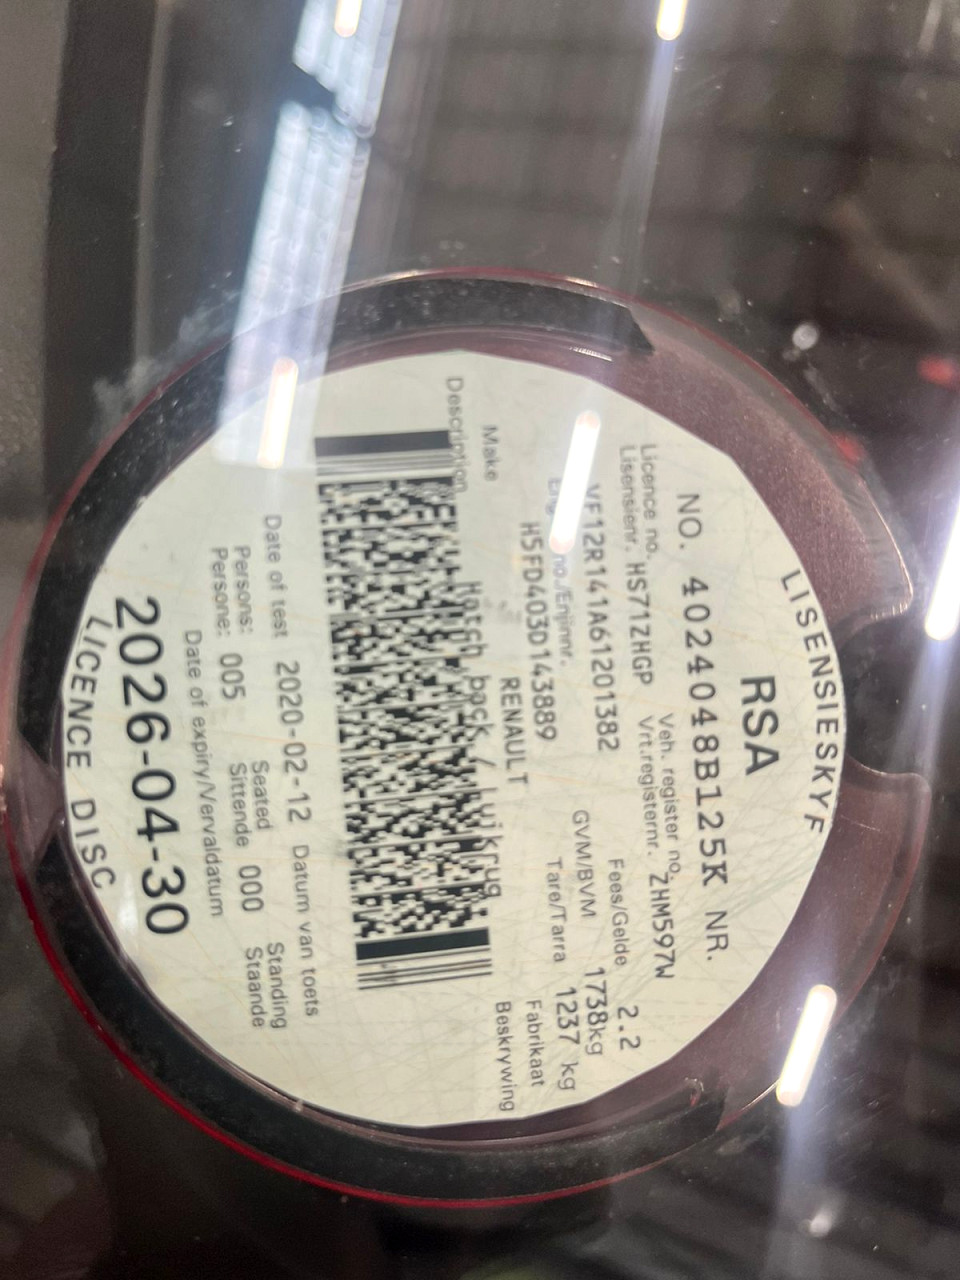 LISENSIESKYF
RSA
NO. 4024048B125K NR.
Licence no. Veh. register no.
Lisensienr. HS71ZHGP Vrt.registernr. ZHM597W
Fees/Gelde 2.2
VF12R141A61201382 GVM/BVM 1738kg
no./Enjinnr. Tare/Tarra 1237 kg
H5FD403D143889
Make RENAULT Fabrikaat
Description Hatch back / Luikrug Beskrywing
Date of test 2020-02-12 Datum van toets
Persons: Seated Standing
Persone: 005 Sittende 000 Staande
Date of expiry/Vervaldatum
2026-04-30
LICENCE DISC